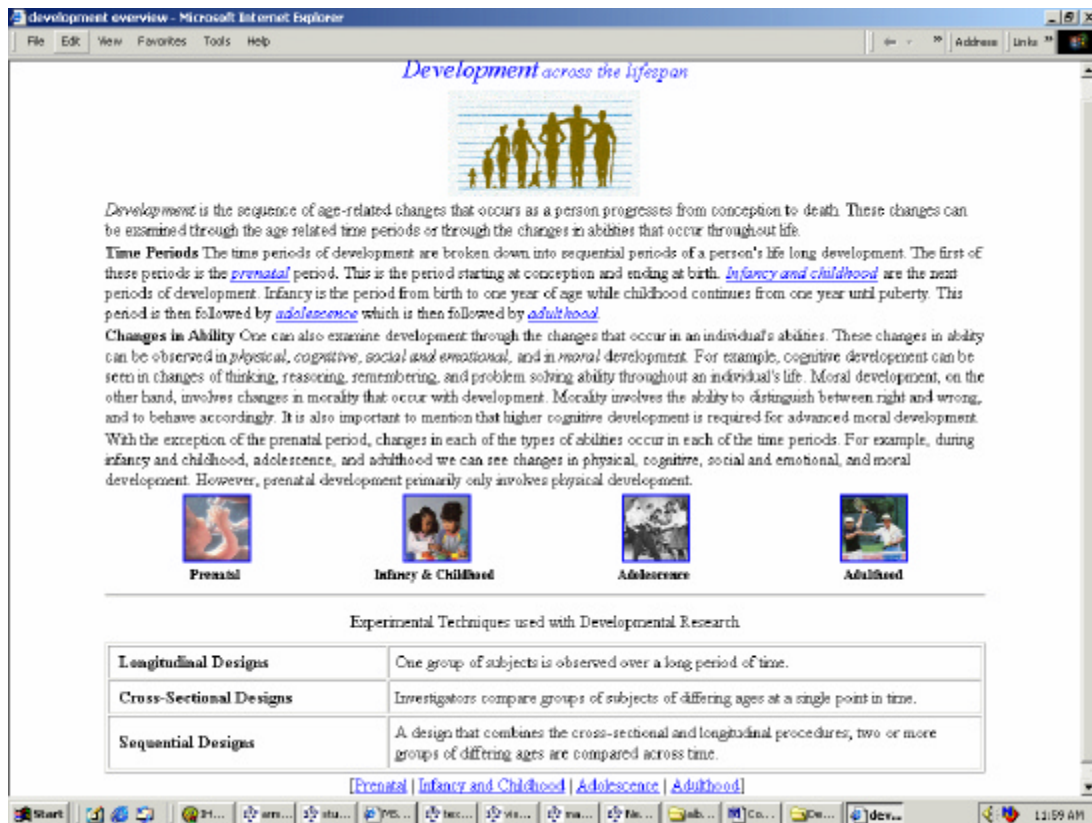 development overview - Microsoft Internet Explorer
File Edit View Favorites Tools Help
» Address Links »
Development across the lifespan
Development is the sequence of age-related changes that occurs as a person progresses from conception to death. These changes can
be examined through the age related time periods or through the changes in abilities that occur throughout life.
Time Periods The time periods of development are broken down into sequential periods of a person's life long development. The first of
these periods is the prenatal period. This is the period starting at conception and ending at birth. Infancy and childhood are the next
periods of development. Infancy is the period from birth to one year of age while childhood continues from one year until puberty. This
period is then followed by adolescence which is then followed by adulthood.
Changes in Ability One can also examine development through the changes that occur in an individual's abilities. These changes in ability
can be observed in physical, cognitive, social and emotional, and in moral development. For example, cognitive development can be
seen in changes of thinking, reasoning, remembering, and problem solving ability throughout an individual's life. Moral development, on the
other hand, involves changes in morality that occur with development. Morality involves the ability to distinguish between right and wrong,
and to behave accordingly. It is also important to mention that higher cognitive development is required for advanced moral development.
With the exception of the prenatal period, changes in each of the types of abilities occur in each of the time periods. For example, during
infancy and childhood, adolescence, and adulthood we can see changes in physical, cognitive, social and emotional, and moral
development. However, prenatal development primarily only involves physical development.
Prenatal Infancy & Childhood Adolescence Adulthood
Experimental Techniques used with Developmental Research
Longitudinal Designs One group of subjects is observed over a long period of time.
Cross-Sectional Designs Investigators compare groups of subjects of differing ages at a single point in time.
Sequential Designs A design that combines the cross-sectional and longitudinal procedures; two or more
groups of differing ages are compared across time.
[Prenatal | Infancy and Childhood | Adolescence | Adulthood]
Start stu... tex... vis... ma... Ne... Co... De... dev... 11:59 AM